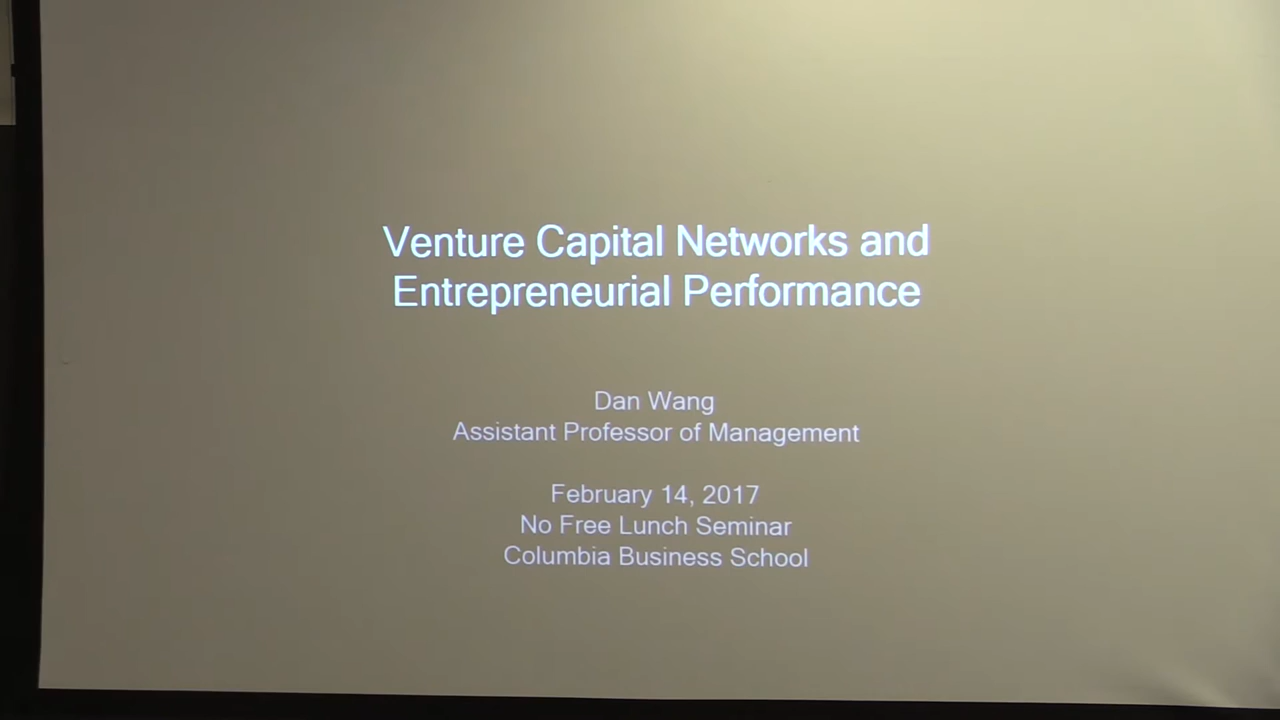 Venture Capital Networks and
Entrepreneurial Performance
Dan Wang
Assistant Professor of Management
February 14, 2017
No Free Lunch Seminar
Columbia Business School